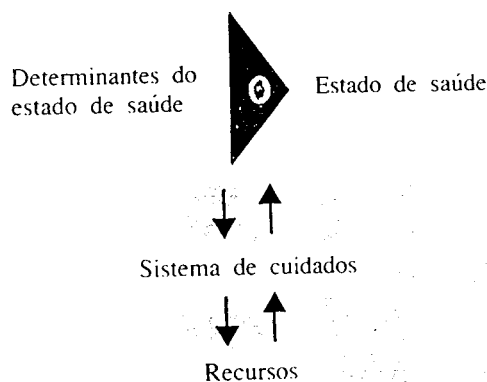 Determinantes do
estado de saúde
Estado de saúde
Sistema de cuidados
Recursos